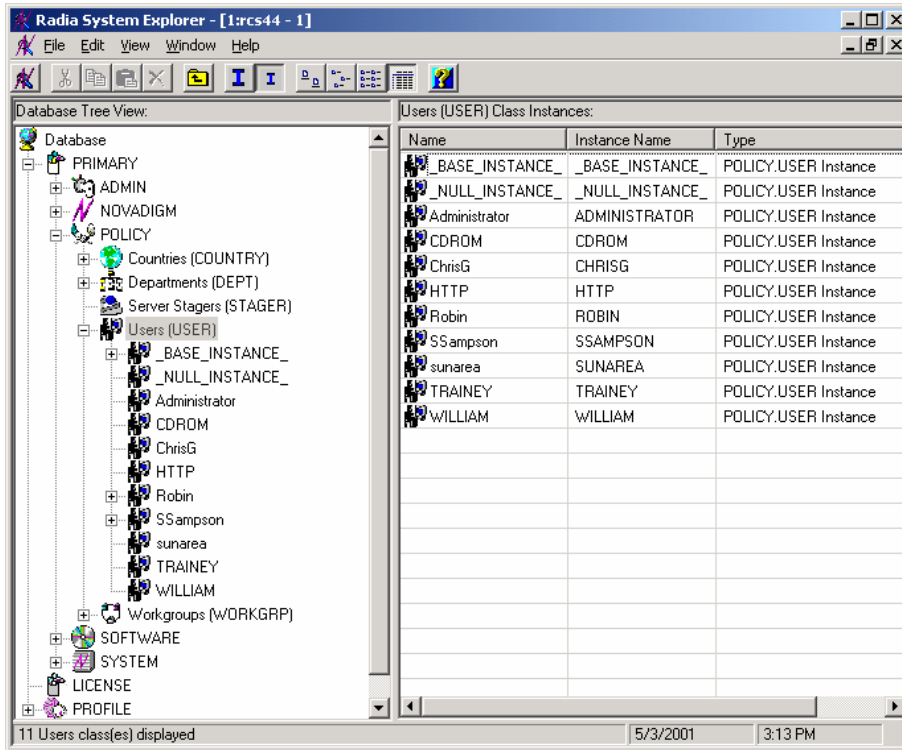 Radia System Explorer - [1:rcs44 - 1]
File Edit View Window Help
Database Tree View:
Users (USER) Class Instances:
Database
PRIMARY
ADMIN
NOVADIGM
POLICY
Countries (COUNTRY)
Departments (DEPT)
Server Stagers (STAGER)
Users (USER)
_BASE_INSTANCE_
_NULL_INSTANCE_
Administrator
CDROM
ChrisG
HTTP
Robin
SSampson
sunarea
TRAINEY
WILLIAM
Workgroups (WORKGRP)
SOFTWARE
SYSTEM
LICENSE
PROFILE
Name Instance Name Type
_BASE_INSTANCE_ _BASE_INSTANCE_ POLICY.USER Instance
_NULL_INSTANCE_ _NULL_INSTANCE_ POLICY.USER Instance
Administrator ADMINISTRATOR POLICY.USER Instance
CDROM CDROM POLICY.USER Instance
ChrisG CHRISG POLICY.USER Instance
HTTP HTTP POLICY.USER Instance
Robin ROBIN POLICY.USER Instance
SSampson SSAMPSON POLICY.USER Instance
sunarea SUNAREA POLICY.USER Instance
TRAINEY TRAINEY POLICY.USER Instance
WILLIAM WILLIAM POLICY.USER Instance
11 Users class(es) displayed 5/3/2001 3:13 PM